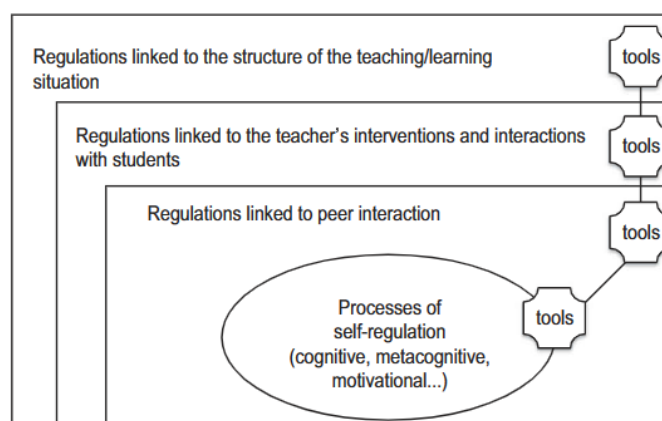 Regulations linked to the structure of the teaching/learning
situation
tools
Regulations linked to the teacher's interventions and interactions
with students
tools
Regulations linked to peer interaction
tools
Processes of
self-regulation
(cognitive, metacognitive,
motivational...)
tools